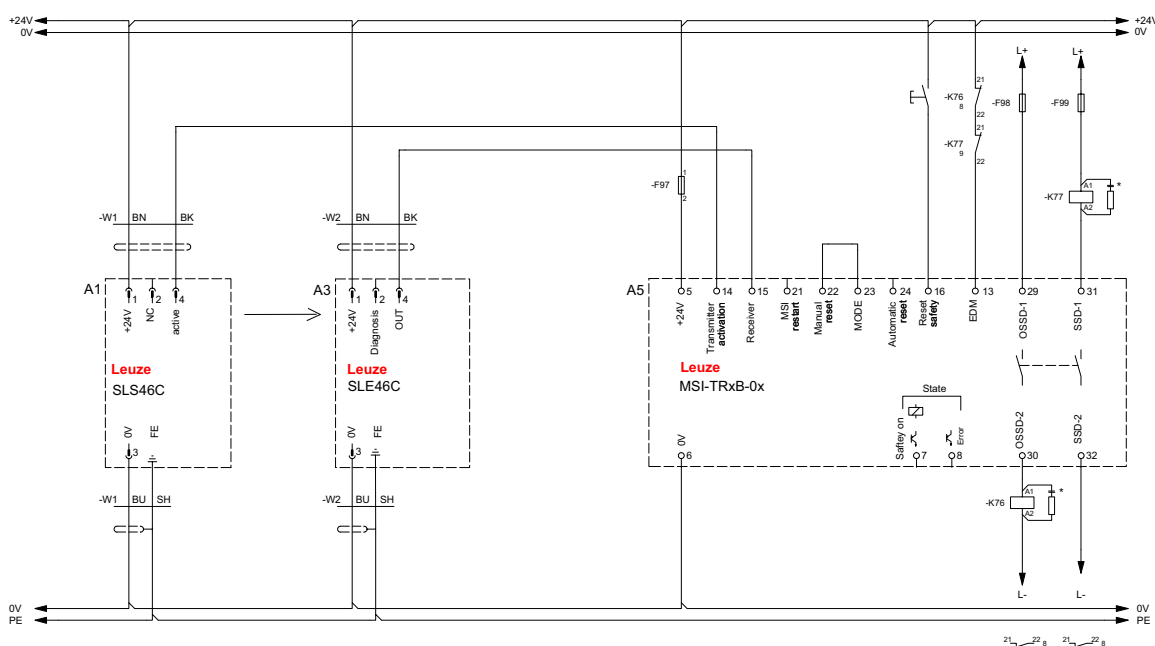 +24V
+24V
0V
0V
L+
L+
21
-K76
8
22
-F98
-F99
21
-K77
9
22
1
-F97
2
A1
*
-K77
A2
-W1 BN BK
-W2 BN BK
A1
1 2 4
+24V
NC
active
A3
1 2 4
+24V
Diagnosis
OUT
A5
5 14 15 21 22 23 24 16 13 29 31
+24V
Transmitter activation
Receiver
MSI restart
Manual reset
MODE
Automatic reset
Reset safety
EDM
OSSD-1
SSD-1
Leuze
SLS46C
Leuze
SLE46C
Leuze
MSI-TRxB-0x
State
Saftey on
Error
0V
FE
3
0V
FE
3
0V
6
7
8
OSSD-2
30
SSD-2
32
-W1 BU SH
-W2 BU SH
A1
*
-K76
A2
L-
L-
0V
0V
PE
PE
21 22 8
21 22 8